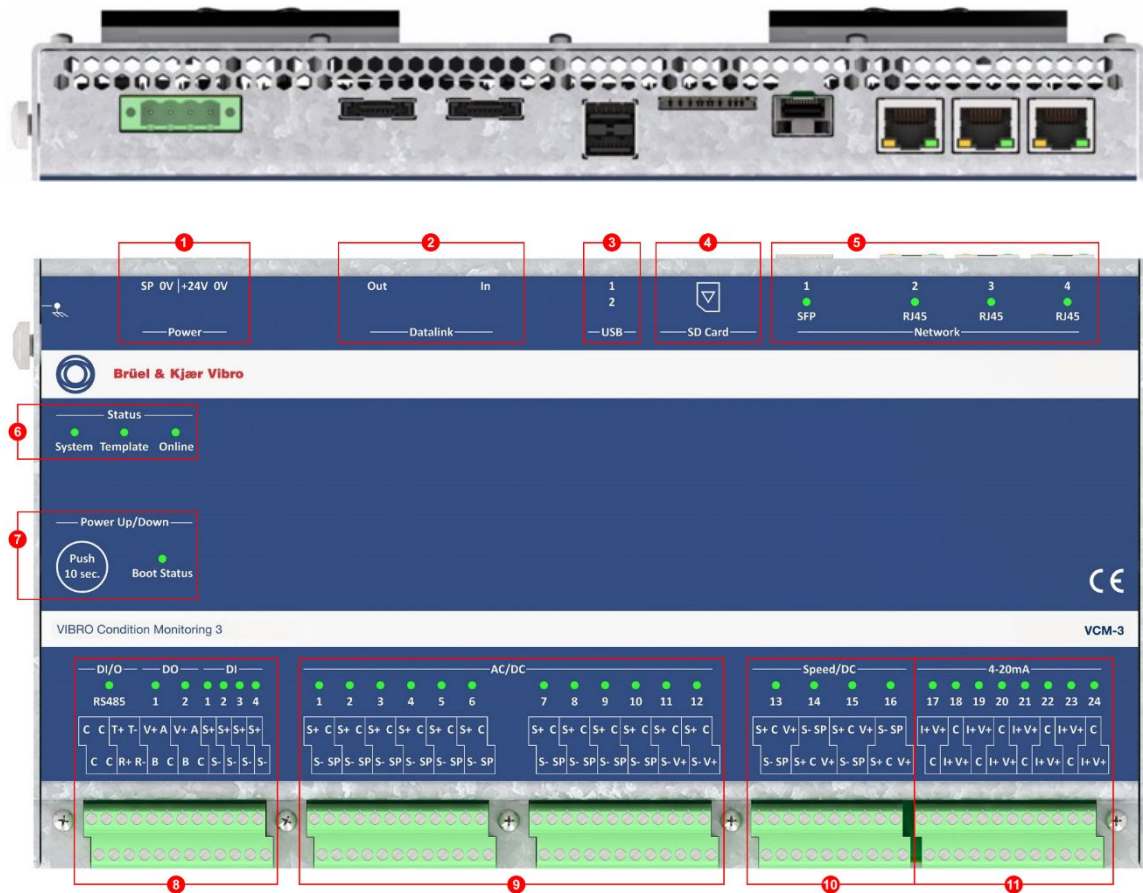 1 2 3 4 5
SP 0V +24V 0V
Power
Out In
Datalink
1
2
USB
SD Card
1 2 3 4
SFP RJ45 RJ45 RJ45
Network
Brüel & Kjær Vibro
6
Status
System Template Online
7
Power Up/Down
Push
10 sec.
Boot Status
CE
VIBRO Condition Monitoring 3
VCM-3
DI/O DO DI
RS485 1 2 1 2 3 4
C C T+ T- V+ A V+ A S+ S+ S+ S+
C C R+ R- B C B C S- S- S- S-
AC/DC
1 2 3 4 5 6 7 8 9 10 11 12
S+ C S+ C S+ C S+ C S+ C S+ C S+ C S+ C S+ C S+ C S+ C S+ C
S- SP S- SP S- SP S- SP S- SP S- SP S- SP S- SP S- SP S- SP S- V+ S- V+
Speed/DC
13 14 15 16
S+ C V+ S- SP S+ C V+ S- SP
S- SP S+ C V+ S- SP S+ C V+
4-20mA
17 18 19 20 21 22 23 24
I+ V+ C I+ V+ C I+ V+ C I+ V+ C
C I+ V+ C I+ V+ C I+ V+ C I+ V+
8 9 10 11